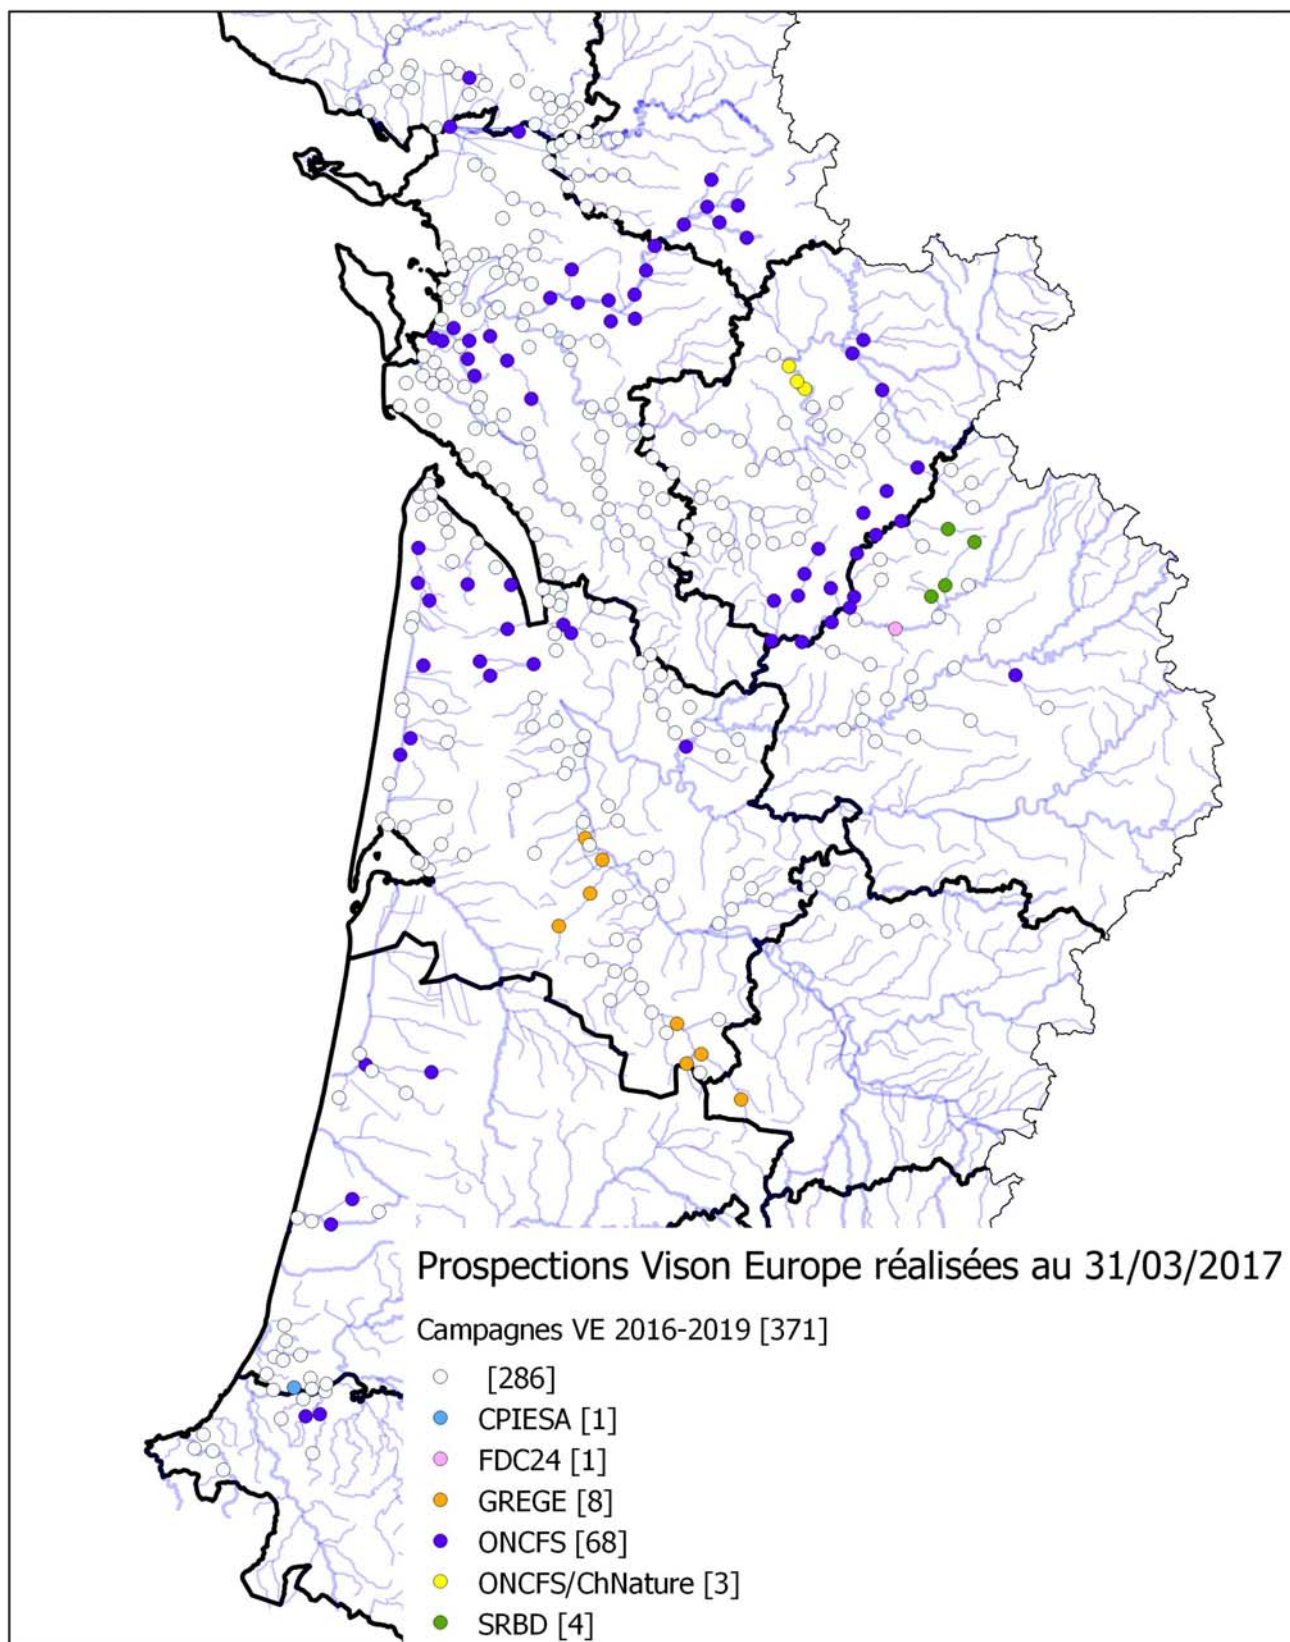 Prospections Vison Europe réalisées au 31/03/2017
Campagnes VE 2016-2019 [371]
[286]
CPIESA [1]
FDC24 [1]
GREGE [8]
ONCFS [68]
ONCFS/ChNature [3]
SRBD [4]